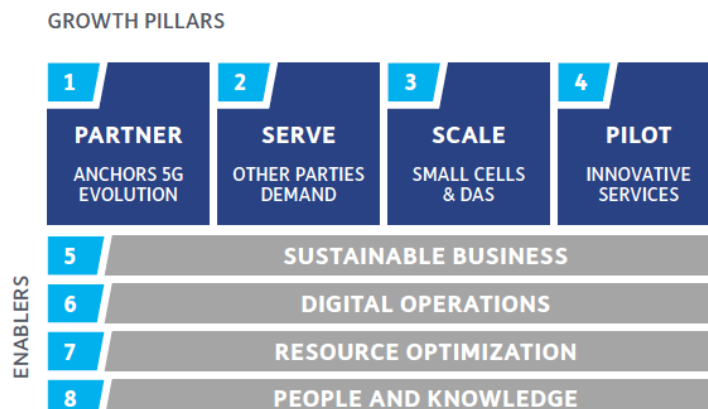 GROWTH PILLARS
1
PARTNER
ANCHORS 5G
EVOLUTION
2
SERVE
OTHER PARTIES
DEMAND
3
SCALE
SMALL CELLS
& DAS
4
PILOT
INNOVATIVE
SERVICES
ENABLERS
5
SUSTAINABLE BUSINESS
6
DIGITAL OPERATIONS
7
RESOURCE OPTIMIZATION
8
PEOPLE AND KNOWLEDGE